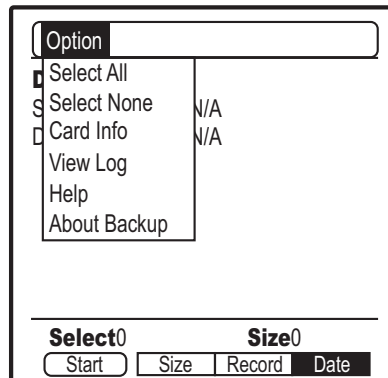 Option
Select All
Select None N/A
Card Info N/A
View Log
Help
About Backup
Select0 Size0
Start Size Record Date